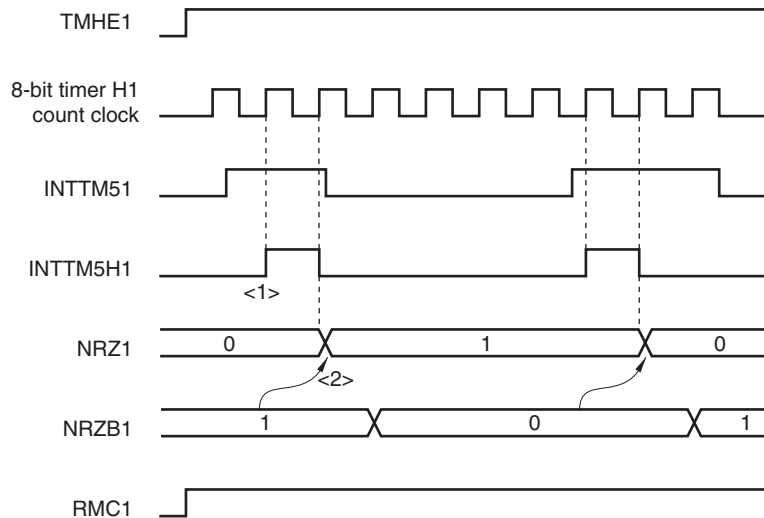 TMHE1
8-bit timer H1
count clock
INTTM51
INTTM5H1
<1>
NRZ1
0
1
0
<2>
NRZB1
1
0
1
RMC1